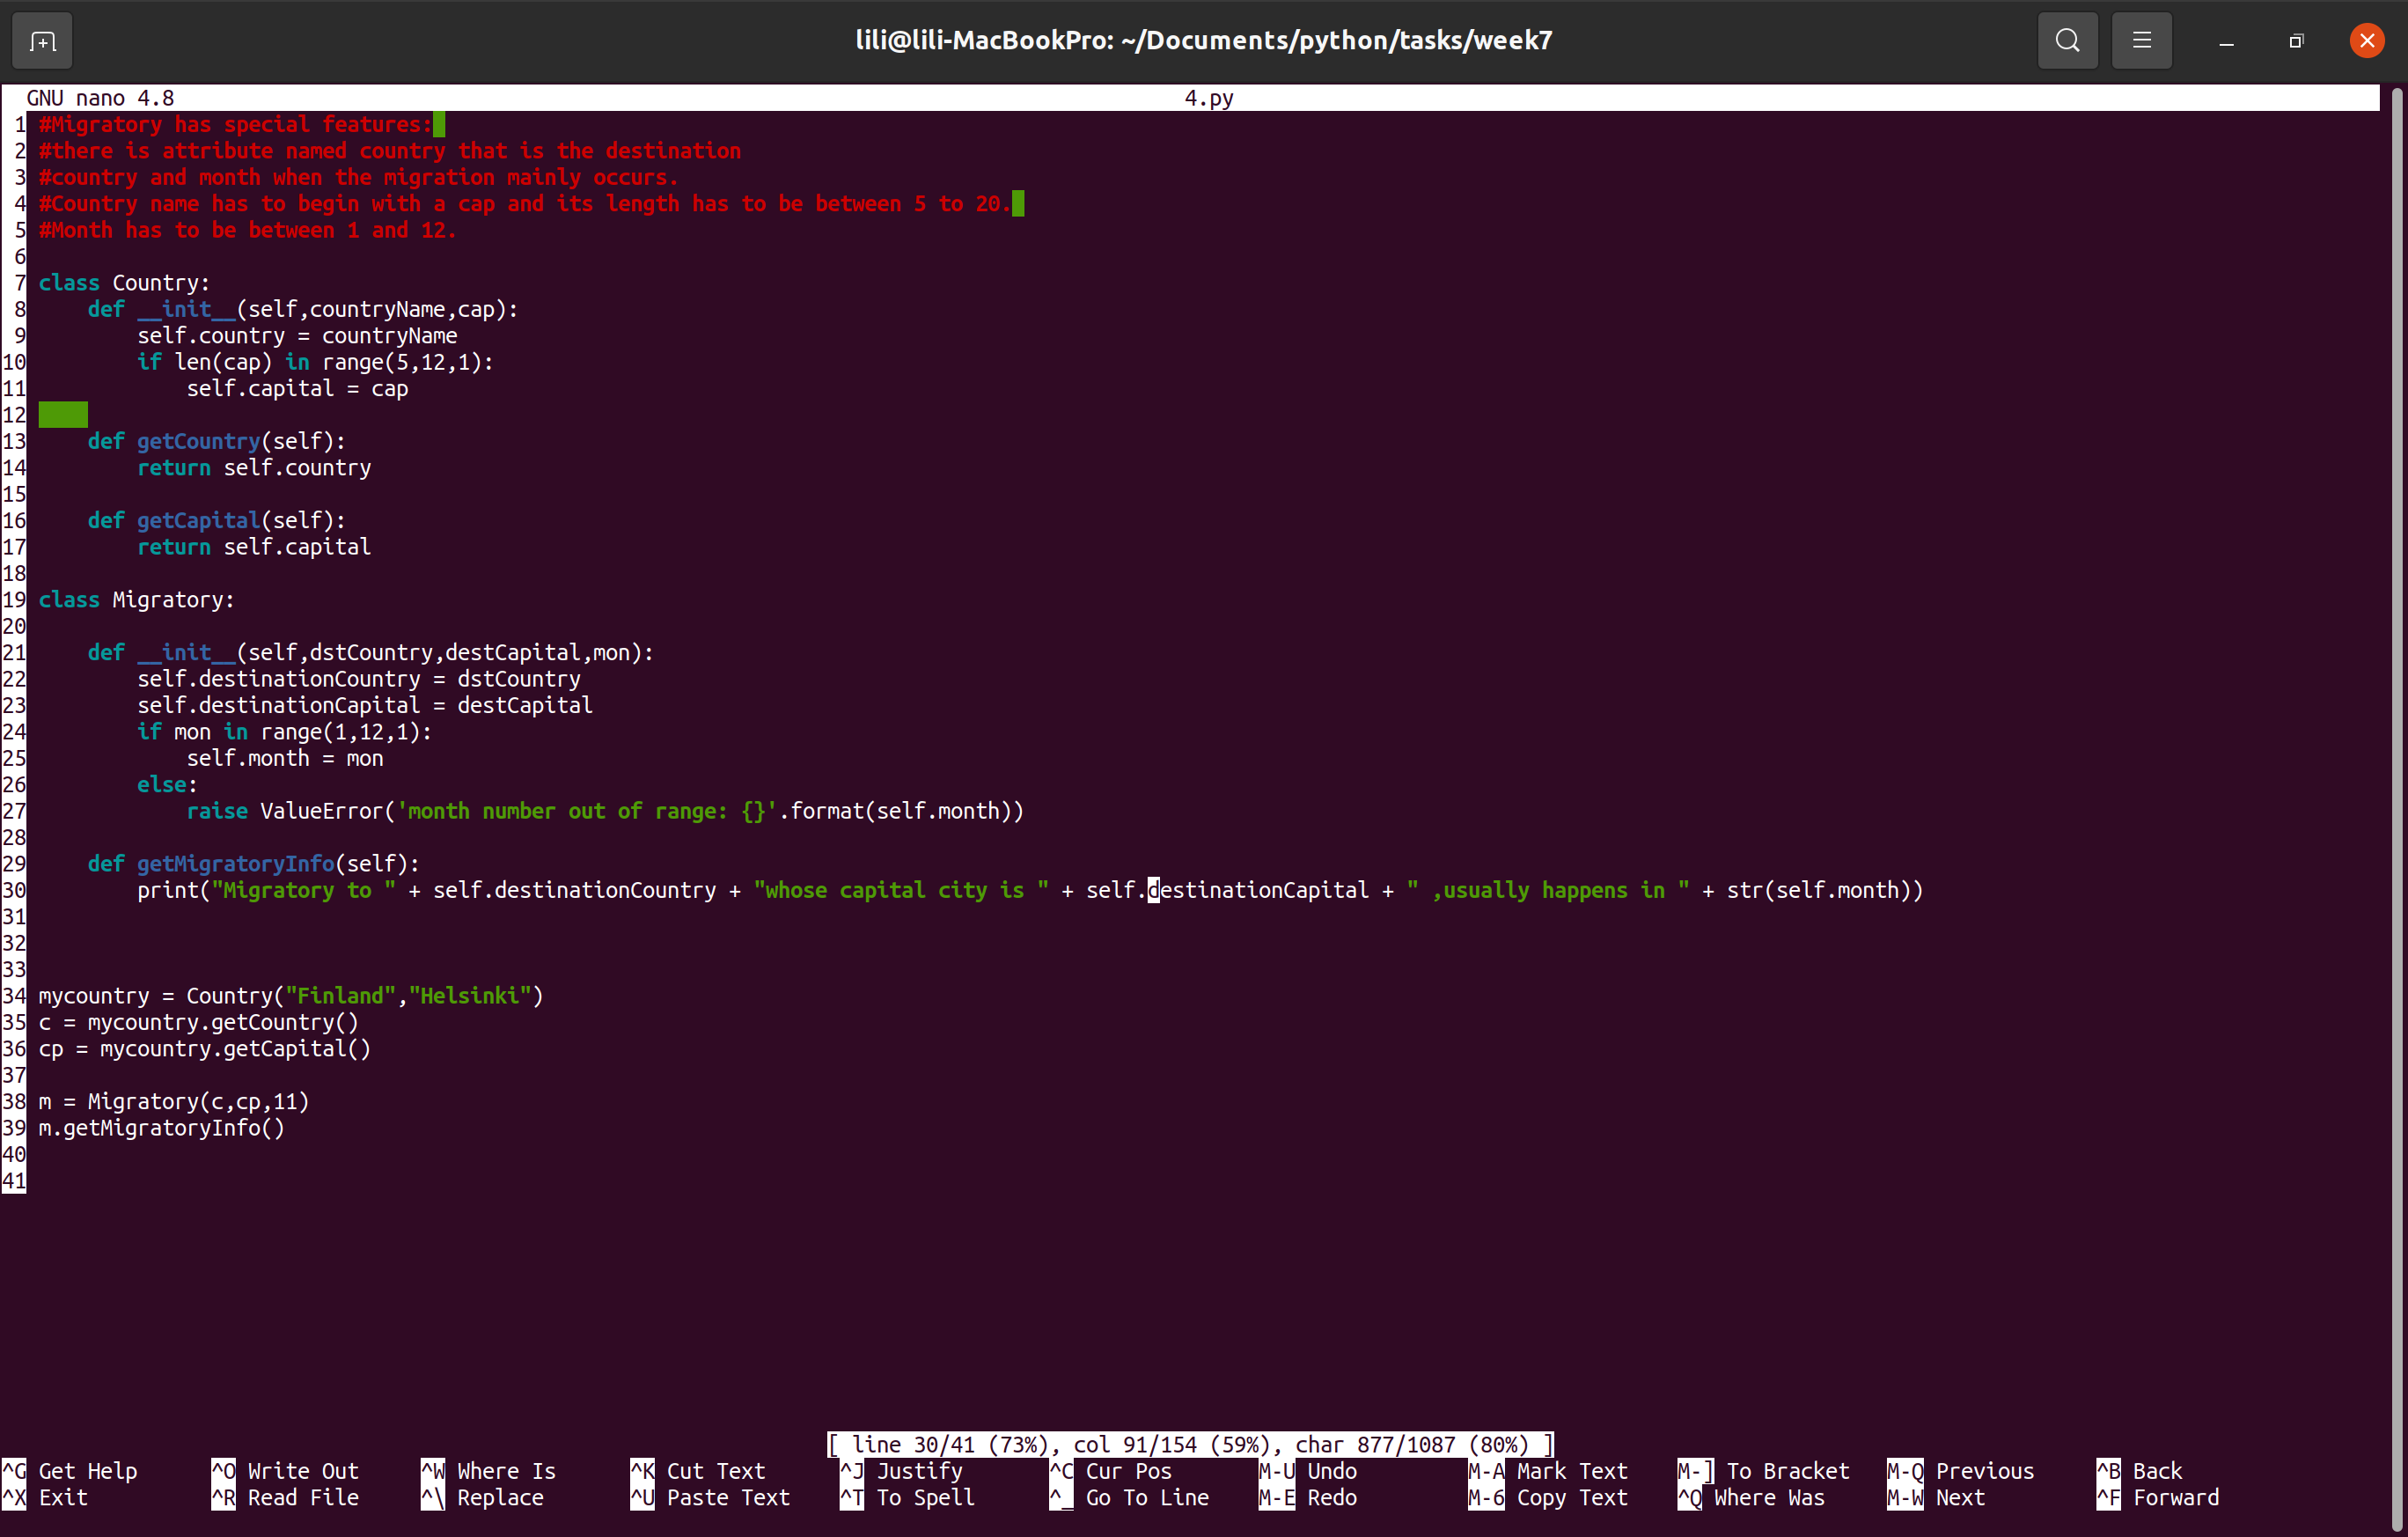 lili@lili-MacBookPro: ~/Documents/python/tasks/week7
GNU nano 4.8 4.py
1 #Migratory has special features:
2 #there is attribute named country that is the destination
3 #country and month when the migration mainly occurs.
4 #Country name has to begin with a cap and its length has to be between 5 to 20.
5 #Month has to be between 1 and 12.
6
7 class Country:
8     def __init__(self,countryName,cap):
9         self.country = countryName
10         if len(cap) in range(5,12,1):
11             self.capital = cap
12
13     def getCountry(self):
14         return self.country
15
16     def getCapital(self):
17         return self.capital
18
19 class Migratory:
20
21     def __init__(self,dstCountry,destCapital,mon):
22         self.destinationCountry = dstCountry
23         self.destinationCapital = destCapital
24         if mon in range(1,12,1):
25             self.month = mon
26         else:
27             raise ValueError('month number out of range: {}'.format(self.month))
28
29     def getMigratoryInfo(self):
30         print("Migratory to " + self.destinationCountry + "whose capital city is " + self.destinationCapital + " ,usually happens in " + str(self.month))
31
32
33
34 mycountry = Country("Finland","Helsinki")
35 c = mycountry.getCountry()
36 cp = mycountry.getCapital()
37
38 m = Migratory(c,cp,11)
39 m.getMigratoryInfo()
40
41
[ line 30/41 (73%), col 91/154 (59%), char 877/1087 (80%) ]
^G Get Help ^O Write Out ^W Where Is ^K Cut Text ^J Justify ^C Cur Pos M-U Undo M-A Mark Text M-] To Bracket M-Q Previous ^B Back
^X Exit ^R Read File ^\ Replace ^U Paste Text ^T To Spell ^_ Go To Line M-E Redo M-6 Copy Text ^Q Where Was M-W Next ^F Forward